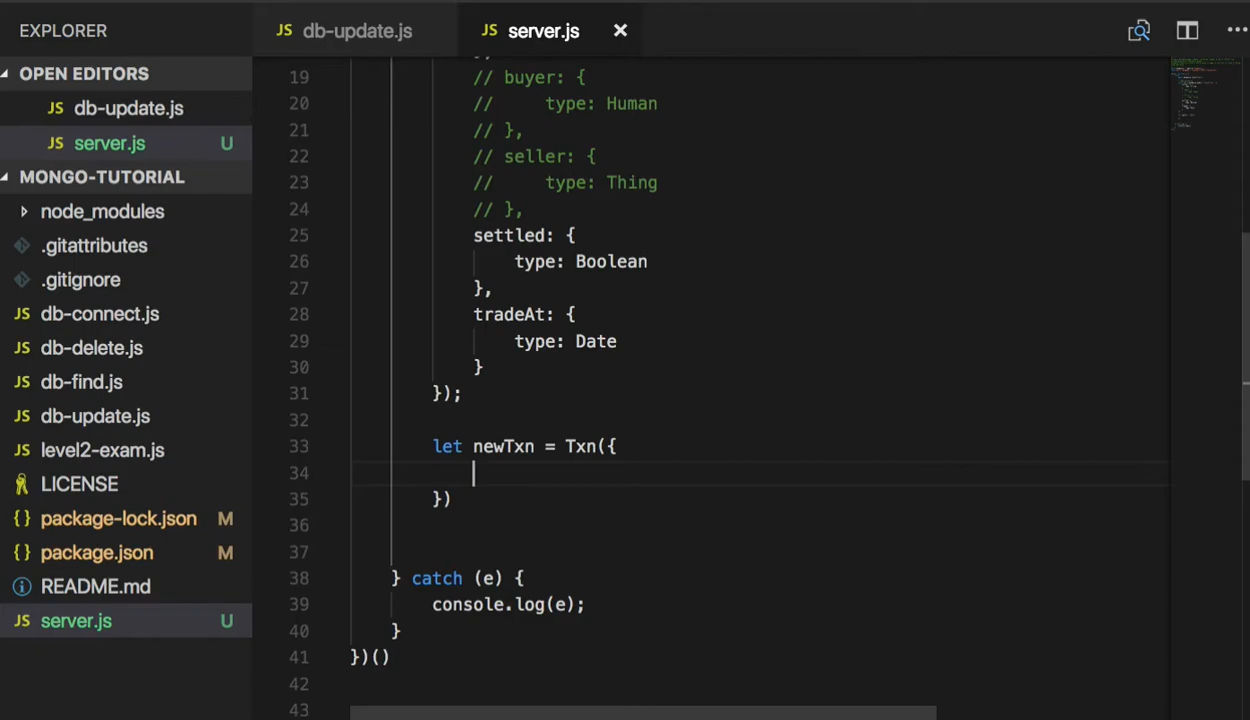 EXPLORER
OPEN EDITORS
JS db-update.js
JS server.js U
MONGO-TUTORIAL
node_modules
.gitattributes
.gitignore
JS db-connect.js
JS db-delete.js
JS db-find.js
JS db-update.js
JS level2-exam.js
LICENSE
{} package-lock.json M
{} package.json M
README.md
JS server.js U
JS db-update.js JS server.js ×
19 // buyer: {
20 // type: Human
21 // },
22 // seller: {
23 // type: Thing
24 // },
25 settled: {
26 type: Boolean
27 },
28 tradeAt: {
29 type: Date
30 }
31 });
32
33 let newTxn = Txn({
34
35 })
36
37
38 } catch (e) {
39 console.log(e);
40 }
41 })()
42
43